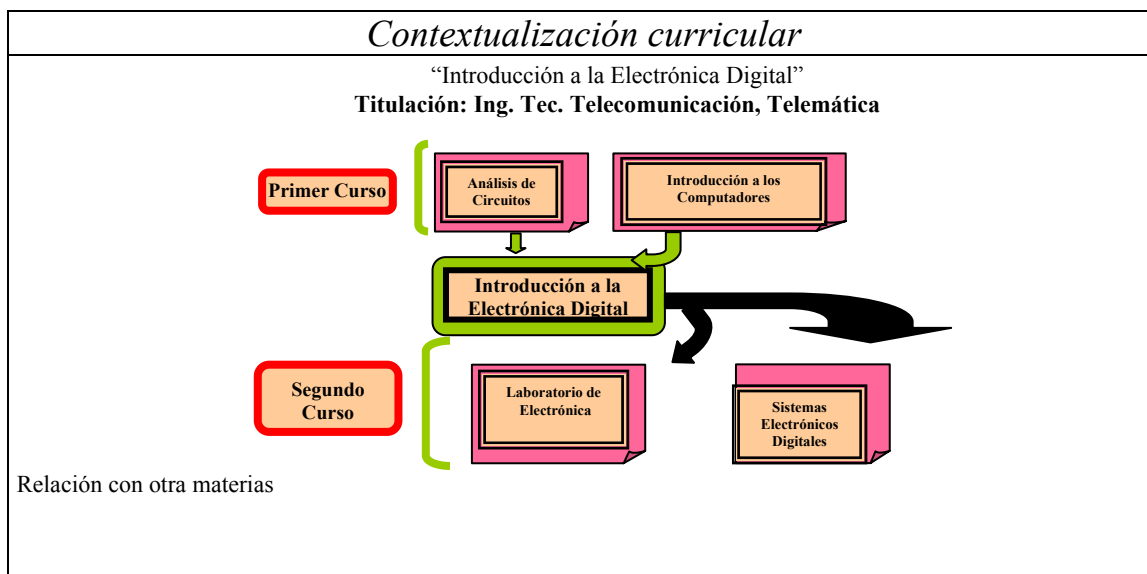 Contextualización curricular
“Introducción a la Electrónica Digital”
Titulación: Ing. Tec. Telecomunicación, Telemática
Primer Curso
Análisis de
Circuitos
Introducción a los
Computadores
Introducción a la
Electrónica Digital
Segundo
Curso
Laboratorio de
Electrónica
Sistemas
Electrónicos
Digitales
Relación con otra materias